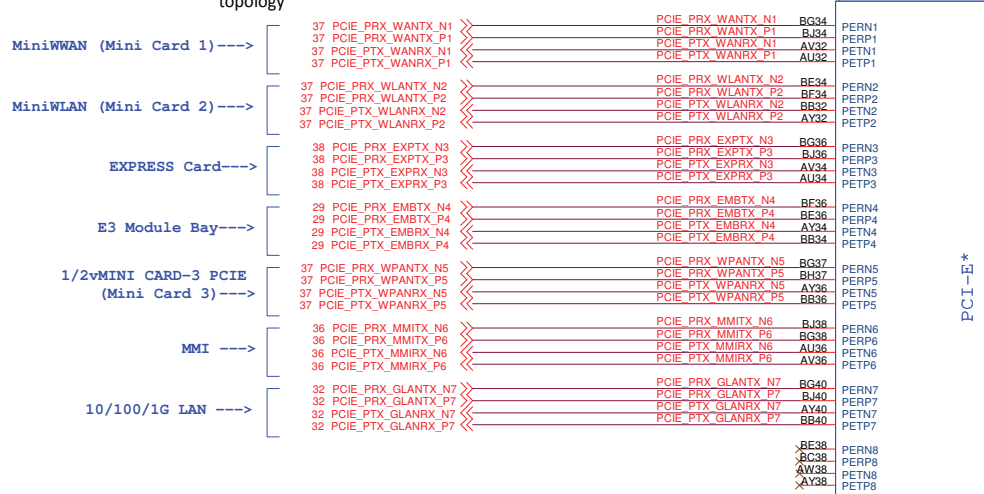 topology
MiniWWAN (Mini Card 1)--->
37 PCIE_PRX_WANTX_N1 PCIE_PRX_WANTX_N1 BG34 PERN1
37 PCIE_PRX_WANTX_P1 PCIE_PRX_WANTX_P1 BJ34 PERP1
37 PCIE_PTX_WANRX_N1 PCIE_PTX_WANRX_N1 AV32 PETN1
37 PCIE_PTX_WANRX_P1 PCIE_PTX_WANRX_P1 AU32 PETP1
MiniWLAN (Mini Card 2)--->
37 PCIE_PRX_WLANTX_N2 PCIE_PRX_WLANTX_N2 BE34 PERN2
37 PCIE_PRX_WLANTX_P2 PCIE_PRX_WLANTX_P2 BF34 PERP2
37 PCIE_PTX_WLANRX_N2 PCIE_PTX_WLANRX_N2 BB32 PETN2
37 PCIE_PTX_WLANRX_P2 PCIE_PTX_WLANRX_P2 AY32 PETP2
EXPRESS Card--->
38 PCIE_PRX_EXPTX_N3 PCIE_PRX_EXPTX_N3 BG36 PERN3
38 PCIE_PRX_EXPTX_P3 PCIE_PRX_EXPTX_P3 BJ36 PERP3
38 PCIE_PTX_EXPRX_N3 PCIE_PTX_EXPRX_N3 AV34 PETN3
38 PCIE_PTX_EXPRX_P3 PCIE_PTX_EXPRX_P3 AU34 PETP3
E3 Module Bay--->
29 PCIE_PRX_EMBTX_N4 PCIE_PRX_EMBTX_N4 BF36 PERN4
29 PCIE_PRX_EMBTX_P4 PCIE_PRX_EMBTX_P4 BE36 PERP4
29 PCIE_PTX_EMBRX_N4 PCIE_PTX_EMBRX_N4 AY34 PETN4
29 PCIE_PTX_EMBRX_P4 PCIE_PTX_EMBRX_P4 BB34 PETP4
1/2vMINI CARD-3 PCIE
(Mini Card 3)--->
37 PCIE_PRX_WPANTX_N5 PCIE_PRX_WPANTX_N5 BG37 PERN5
37 PCIE_PRX_WPANTX_P5 PCIE_PRX_WPANTX_P5 BH37 PERP5
37 PCIE_PTX_WPANRX_N5 PCIE_PTX_WPANRX_N5 AY36 PETN5
37 PCIE_PTX_WPANRX_P5 PCIE_PTX_WPANRX_P5 BB36 PETP5
PCI-E*
MMI --->
36 PCIE_PRX_MMITX_N6 PCIE_PRX_MMITX_N6 BJ38 PERN6
36 PCIE_PRX_MMITX_P6 PCIE_PRX_MMITX_P6 BG38 PERP6
36 PCIE_PTX_MMIRX_N6 PCIE_PTX_MMIRX_N6 AU36 PETN6
36 PCIE_PTX_MMIRX_P6 PCIE_PTX_MMIRX_P6 AV36 PETP6
10/100/1G LAN --->
32 PCIE_PRX_GLANTX_N7 PCIE_PRX_GLANTX_N7 BG40 PERN7
32 PCIE_PRX_GLANTX_P7 PCIE_PRX_GLANTX_P7 BJ40 PERP7
32 PCIE_PTX_GLANRX_N7 PCIE_PTX_GLANRX_N7 AY40 PETN7
32 PCIE_PTX_GLANRX_P7 PCIE_PTX_GLANRX_P7 BB40 PETP7
BE38 PERN8
BC38 PERP8
AW38 PETN8
AY38 PETP8